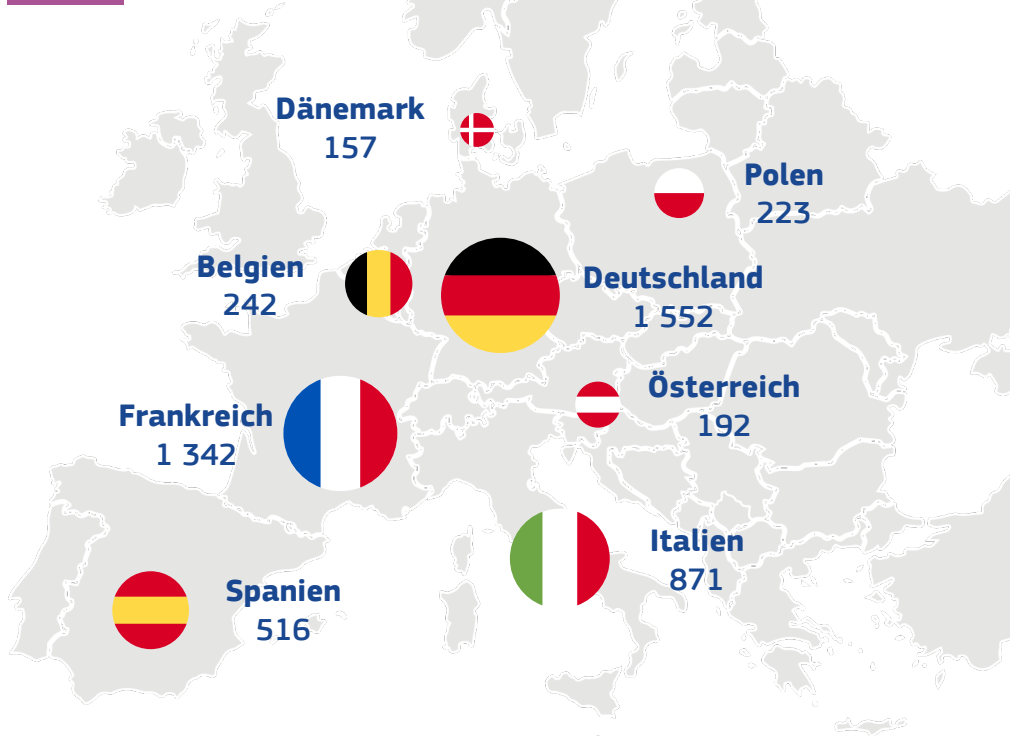 Dänemark
157
Polen
223
Belgien
242
Deutschland
1 552
Österreich
192
Frankreich
1 342
Italien
871
Spanien
516